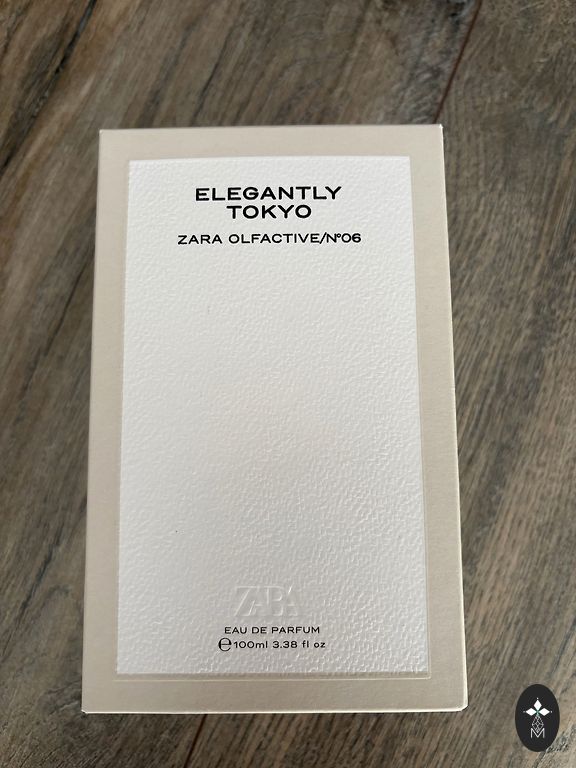 ELEGANTLY
TOKYO
ZARA OLFACTIVE/Nº06
ZARA
EAU DE PARFUM
℮100ml 3.38 fl oz
M